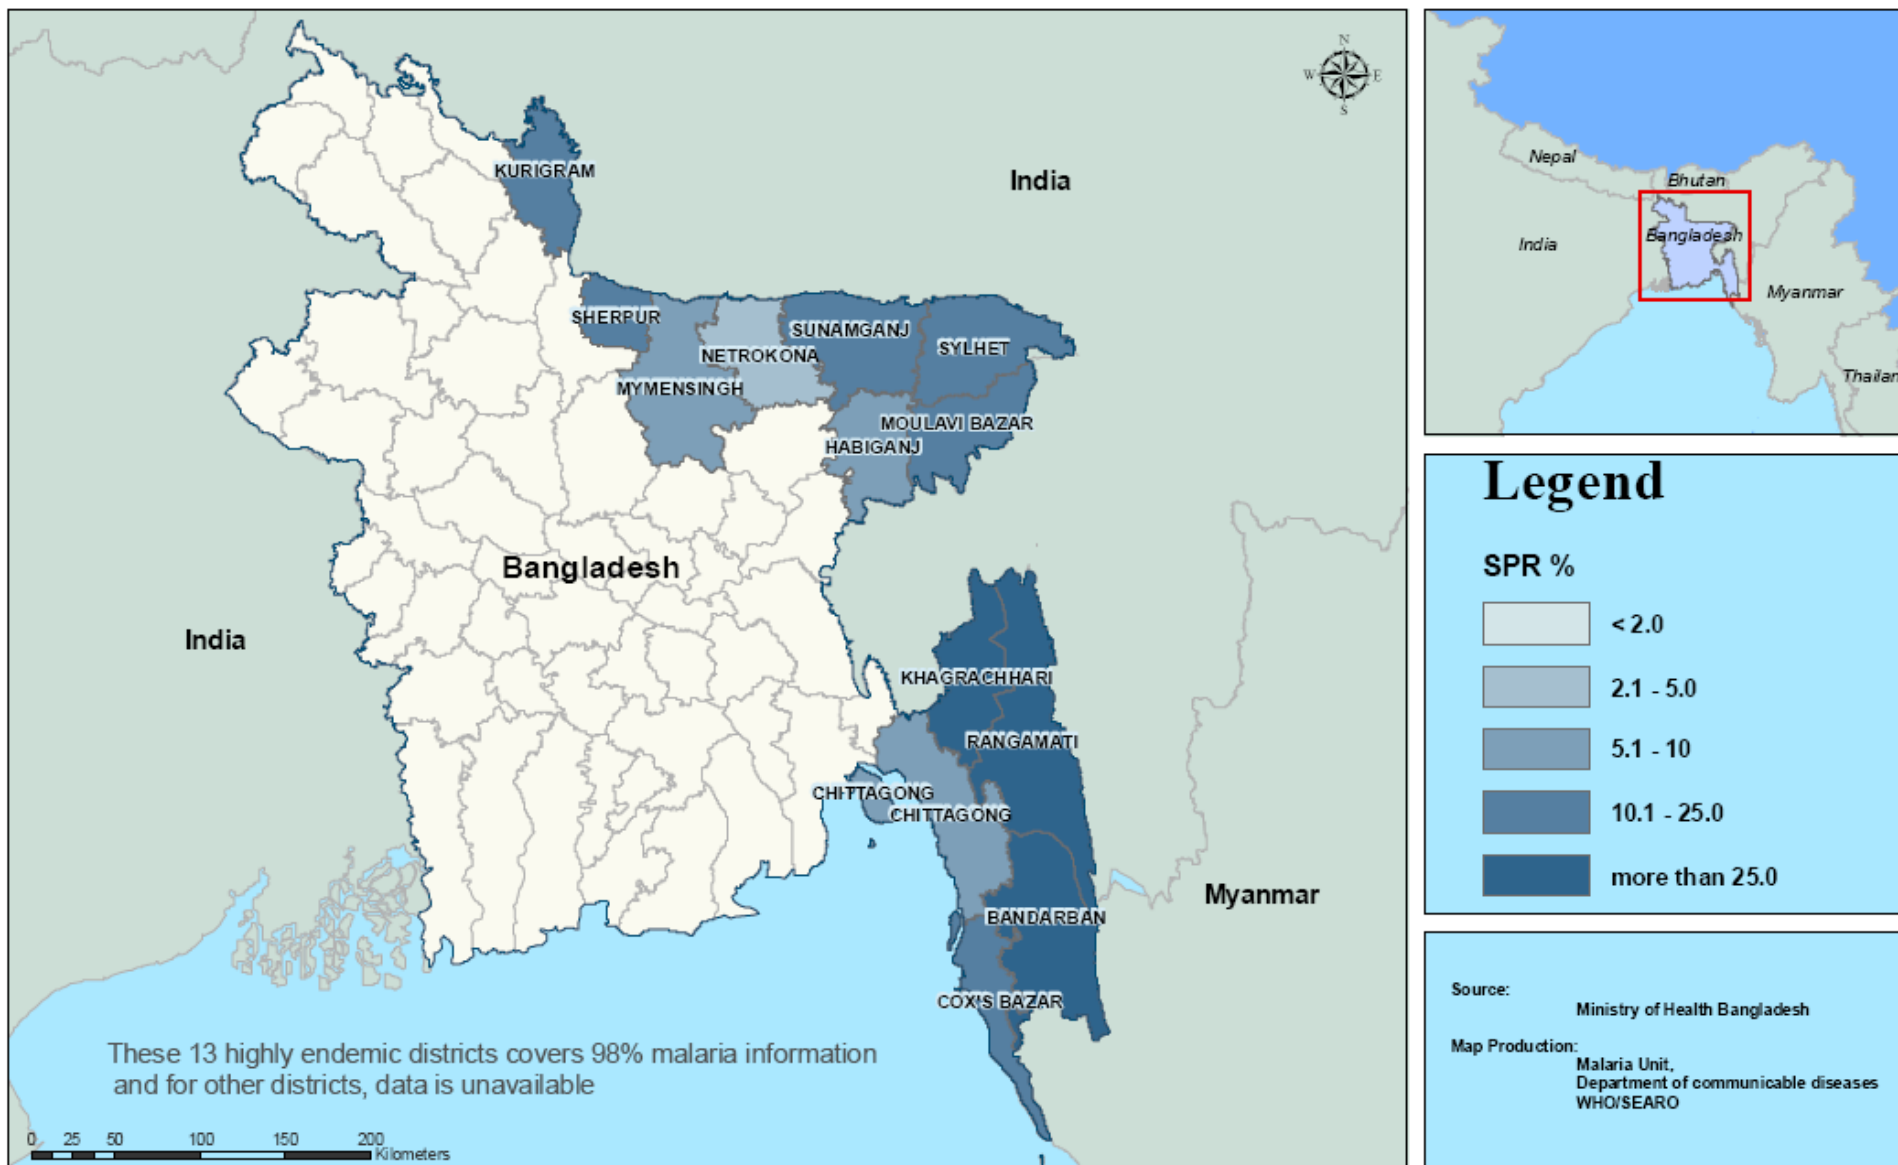 N
W E
S
KURIGRAM
India
SHERPUR
SUNAMGANJ
SYLHET
NETROKONA
MYMENSINGH
MOULAVI BAZAR
HABIGANJ
Bangladesh
India
KHAGRACHHARI
RANGAMATI
CHITTAGONG
CHITTAGONG
Myanmar
BANDARBAN
COX'S BAZAR
These 13 highly endemic districts covers 98% malaria information
and for other districts, data is unavailable
0 25 50 100 150 200
Kilometers
Nepal
Bhutan
India
Bangladesh
Myanmar
Thailan
Legend
SPR %
< 2.0
2.1 - 5.0
5.1 - 10
10.1 - 25.0
more than 25.0
Source:
Ministry of Health Bangladesh
Map Production:
Malaria Unit,
Department of communicable diseases
WHO/SEARO